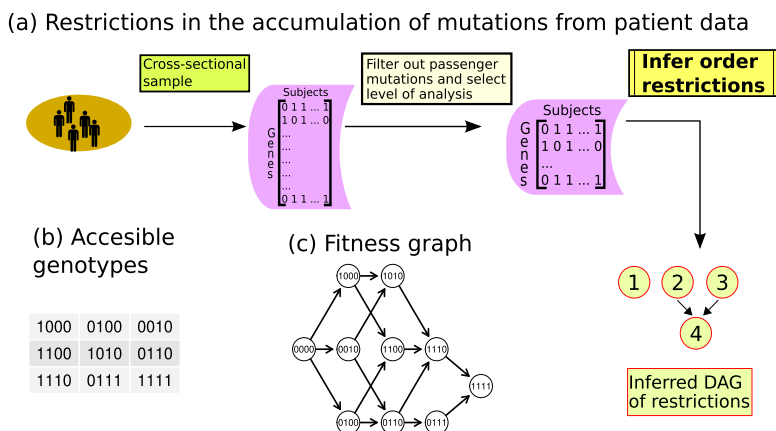 (a) Restrictions in the accumulation of mutations from patient data
Cross-sectional
sample
Filter out passenger
mutations and select
level of analysis
Infer order
restrictions
Subjects
Genes
0 1 1 ... 1
1 0 1 ... 0
...
...
...
...
...
0 1 1 ... 1
Subjects
Genes
0 1 1 ... 1
1 0 1 ... 0
...
0 1 1 ... 1
1 2 3
4
Inferred DAG
of restrictions
(b) Accesible
genotypes
1000 0100 0010
1100 1010 0110
1110 0111 1111
(c) Fitness graph
1000 1010
0000 0010 1100 1110
1111
0100 0110 0111